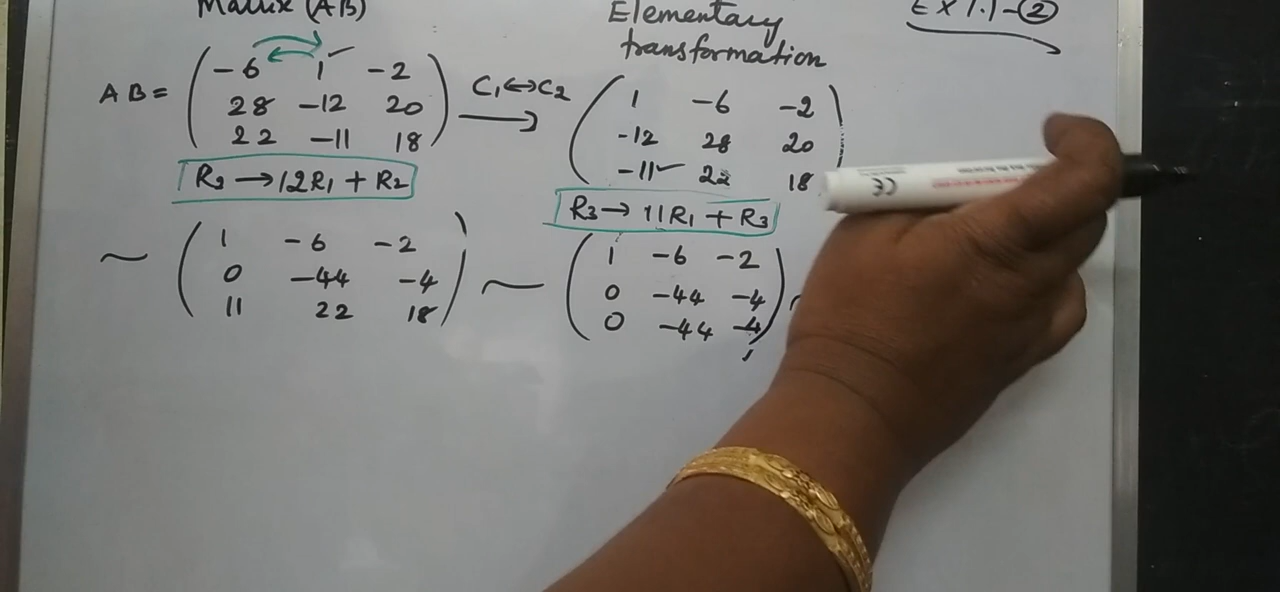 Matrix (AB)
Elementary
transformation
Ex 1.1-②
AB = ( -6 1 -2
28 -12 20
22 -11 18 )
C₁↔C₂
( 1 -6 -2
-12 28 20
-11 22 18 )
R₂ → 12R₁ + R₂
R₃ → 11R₁ + R₃
~ ( 1 -6 -2
0 -44 -4
11 22 18 )
~ ( 1 -6 -2
0 -44 -4
0 -44 -4 )
CE